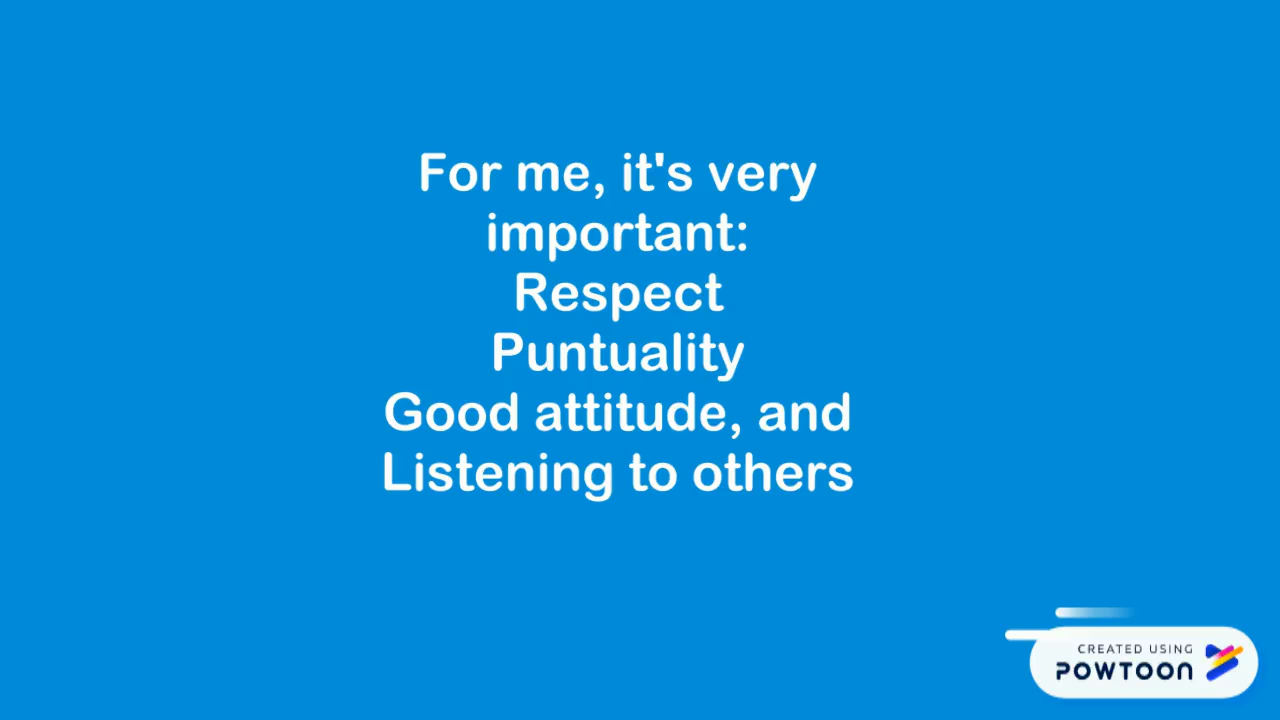 For me, it's very
important:
Respect
Puntuality
Good attitude, and
Listening to others
CREATED USING
POWTOON